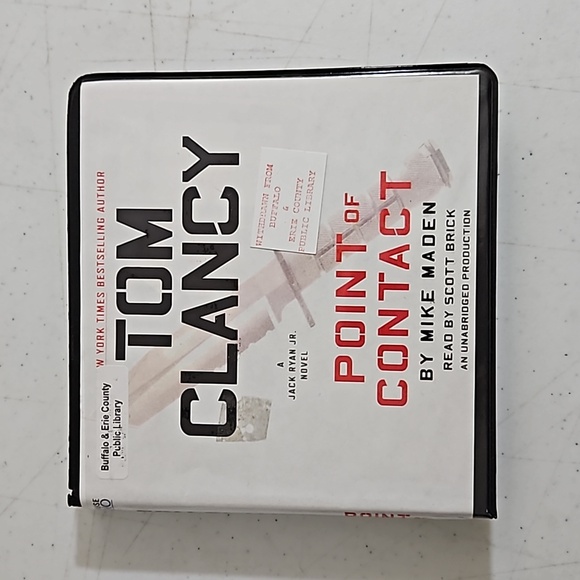 W YORK TIMES BESTSELLING AUTHOR
TOM
CLANCY
WITHDRAWN FROM
BUFFALO
&
ERIE COUNTY
PUBLIC LIBRARY
A
JACK RYAN JR.
NOVEL
POINT OF
CONTACT
BY MIKE MADEN
READ BY SCOTT BRICK
AN UNABRIDGED PRODUCTION
Buffalo & Erie County
Public Library